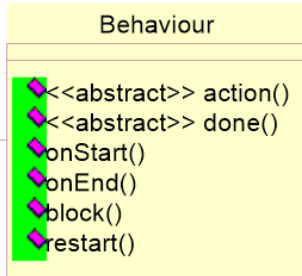 Behaviour
<<abstract>> action()
<<abstract>> done()
onStart()
onEnd()
block()
restart()